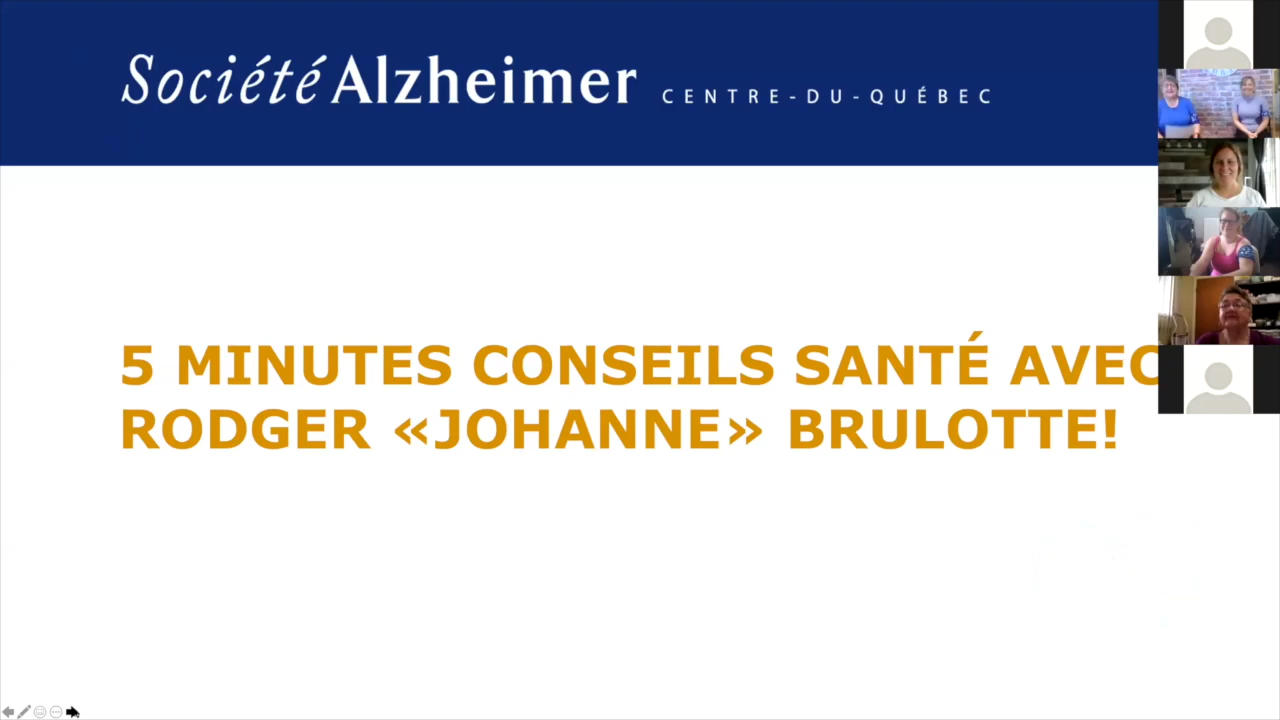 Société Alzheimer CENTRE-DU-QUÉBEC
5 MINUTES CONSEILS SANTÉ AVEC
RODGER «JOHANNE» BRULOTTE!